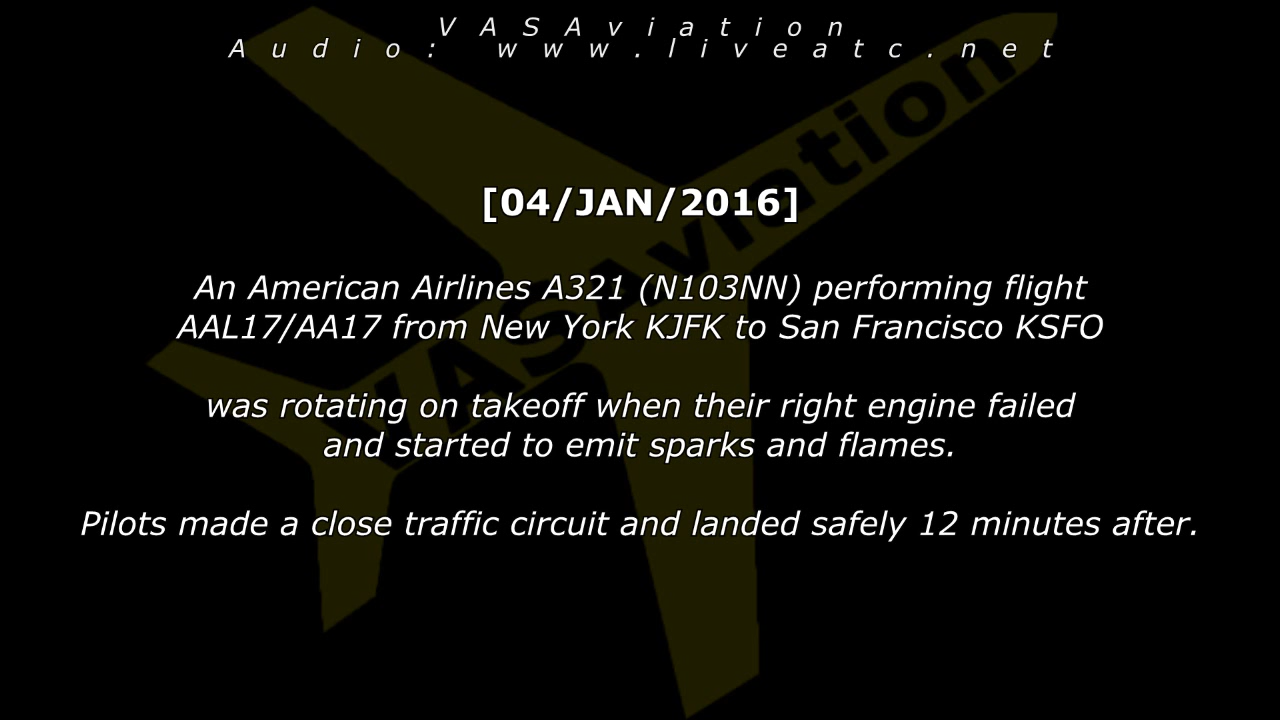 V A S A v i a t i o n
A u d i o : w w w . l i v e a t c . n e t
VASAviation
[04/JAN/2016]
An American Airlines A321 (N103NN) performing flight
AAL17/AA17 from New York KJFK to San Francisco KSFO
was rotating on takeoff when their right engine failed
and started to emit sparks and flames.
Pilots made a close traffic circuit and landed safely 12 minutes after.